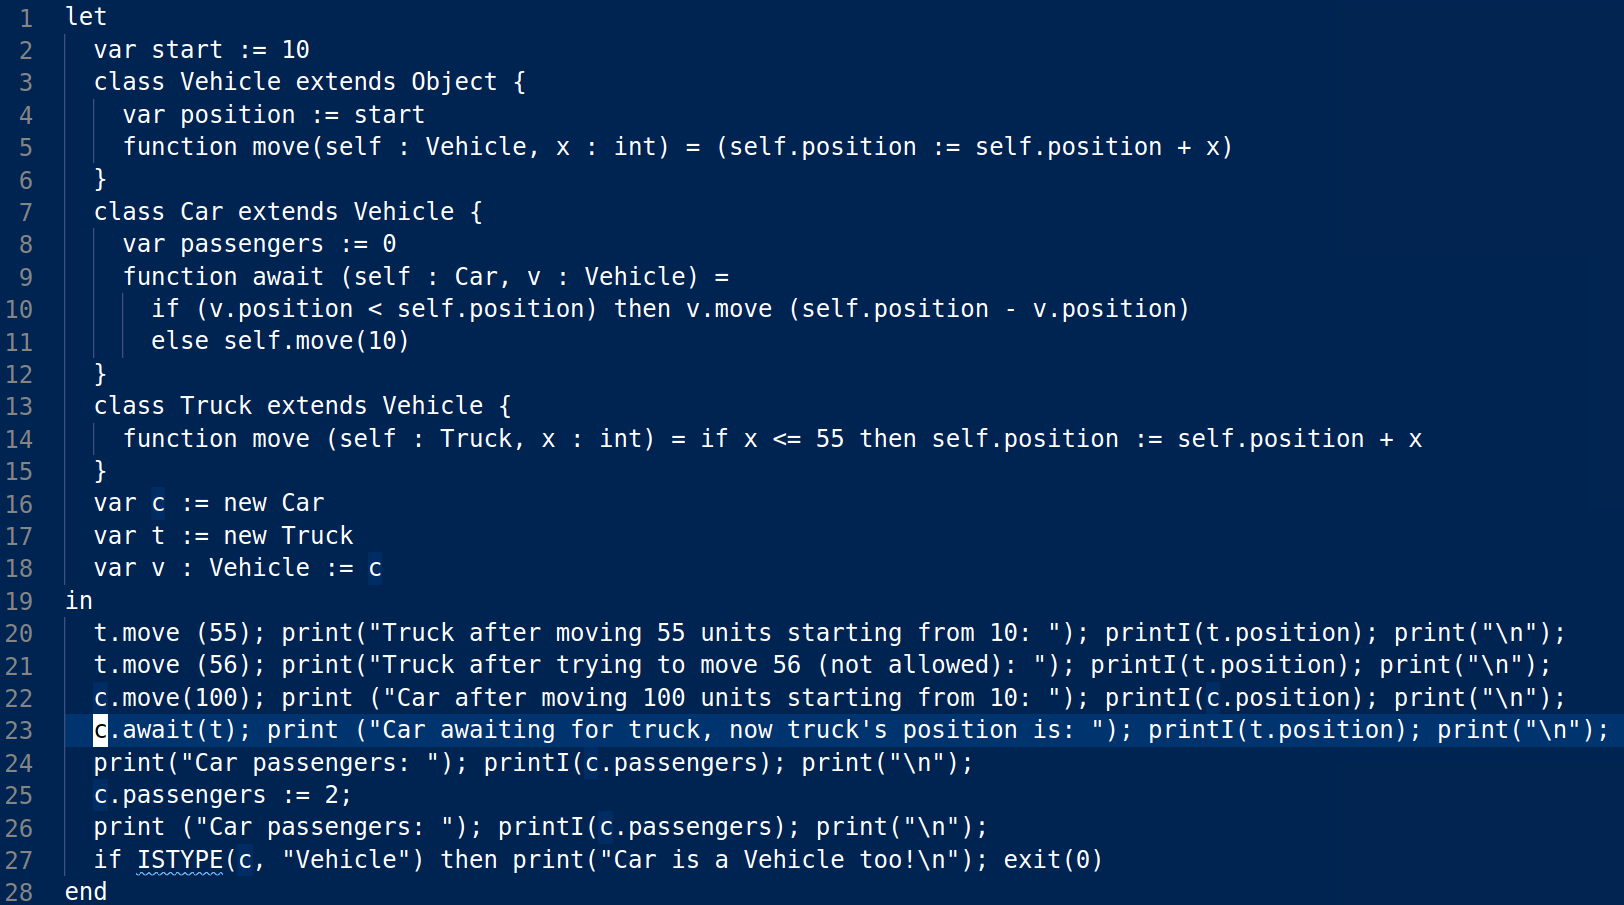 1 let
2 var start := 10
3 class Vehicle extends Object {
4 var position := start
5 function move(self : Vehicle, x : int) = (self.position := self.position + x)
6 }
7 class Car extends Vehicle {
8 var passengers := 0
9 function await (self : Car, v : Vehicle) =
10 if (v.position < self.position) then v.move (self.position - v.position)
11 else self.move(10)
12 }
13 class Truck extends Vehicle {
14 function move (self : Truck, x : int) = if x <= 55 then self.position := self.position + x
15 }
16 var c := new Car
17 var t := new Truck
18 var v : Vehicle := c
19 in
20 t.move (55); print("Truck after moving 55 units starting from 10: "); printI(t.position); print("\n");
21 t.move (56); print("Truck after trying to move 56 (not allowed): "); printI(t.position); print("\n");
22 c.move(100); print ("Car after moving 100 units starting from 10: "); printI(c.position); print("\n");
23 c.await(t); print ("Car awaiting for truck, now truck's position is: "); printI(t.position); print("\n");
24 print("Car passengers: "); printI(c.passengers); print("\n");
25 c.passengers := 2;
26 print ("Car passengers: "); printI(c.passengers); print("\n");
27 if ISTYPE(c, "Vehicle") then print("Car is a Vehicle too!\n"); exit(0)
28 end